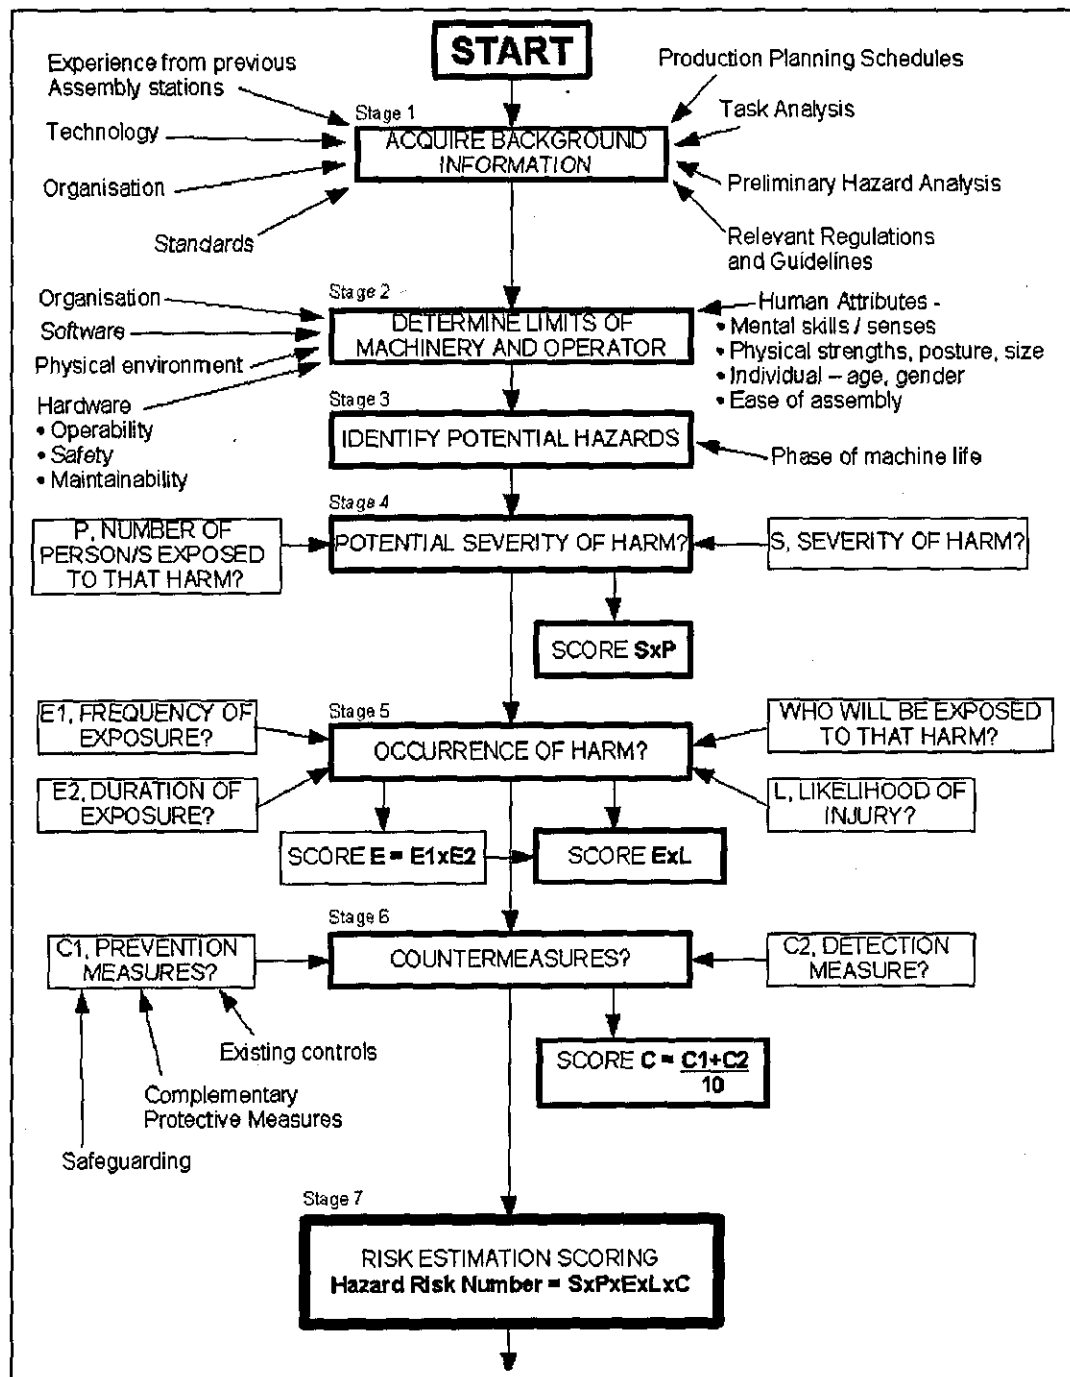 START
Experience from previous
Assembly stations
Production Planning Schedules
Stage 1
Technology
Task Analysis
ACQUIRE BACKGROUND
INFORMATION
Organisation
Preliminary Hazard Analysis
Standards
Relevant Regulations
and Guidelines
Stage 2
Organisation
Software
Physical environment
Hardware
• Operability
• Safety
• Maintainability
DETERMINE LIMITS OF
MACHINERY AND OPERATOR
Human Attributes -
• Mental skills / senses
• Physical strengths, posture, size
• Individual – age, gender
• Ease of assembly
Stage 3
IDENTIFY POTENTIAL HAZARDS
Phase of machine life
Stage 4
P, NUMBER OF
PERSON/S EXPOSED
TO THAT HARM?
POTENTIAL SEVERITY OF HARM?
S, SEVERITY OF HARM?
SCORE SxP
Stage 5
E1, FREQUENCY OF
EXPOSURE?
OCCURRENCE OF HARM?
WHO WILL BE EXPOSED
TO THAT HARM?
E2, DURATION OF
EXPOSURE?
L, LIKELIHOOD OF
INJURY?
SCORE E = E1xE2
SCORE ExL
Stage 6
C1, PREVENTION
MEASURES?
COUNTERMEASURES?
C2, DETECTION
MEASURE?
Existing controls
Complementary
Protective Measures
Safeguarding
SCORE C = C1+C2
10
Stage 7
RISK ESTIMATION SCORING
Hazard Risk Number = SxPxExLxC